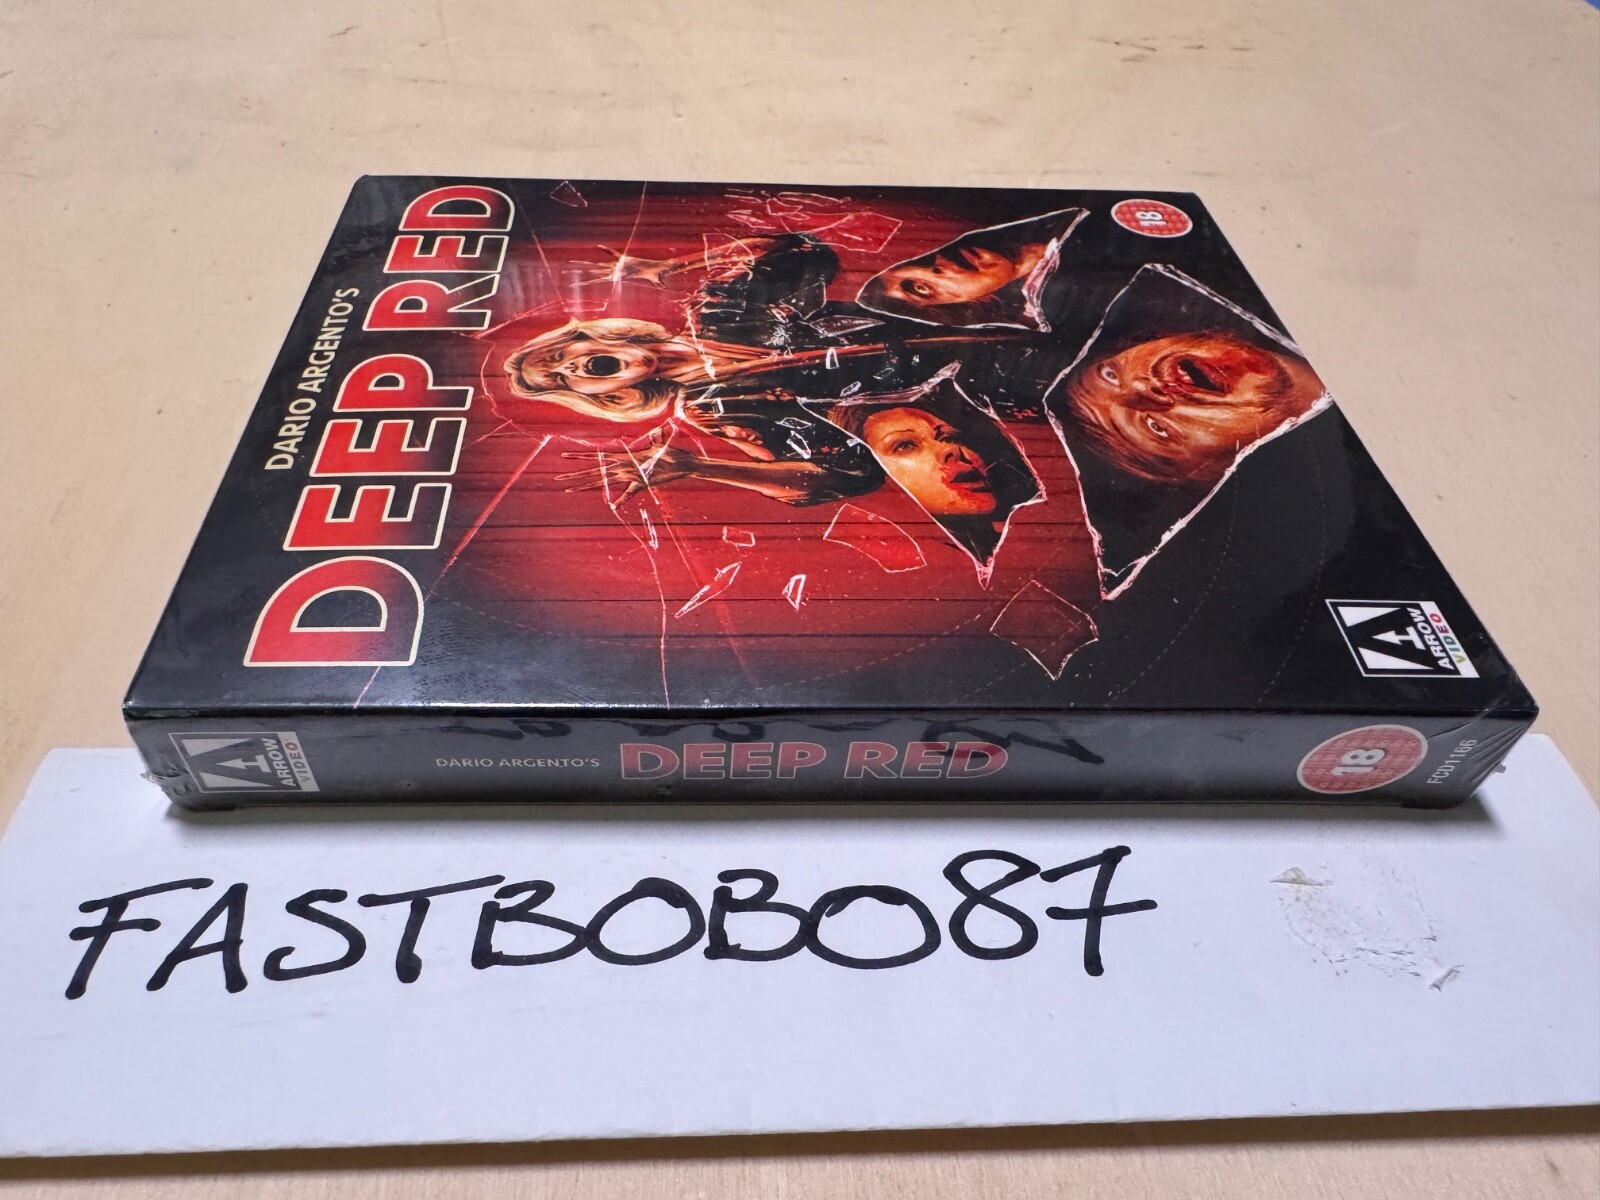 DARIO ARGENTO'S
DEEP RED
18
ARROW
VIDEO
ARROW
VIDEO
DARIO ARGENTO'S DEEP RED
18
FCD1166
FASTBOBO87